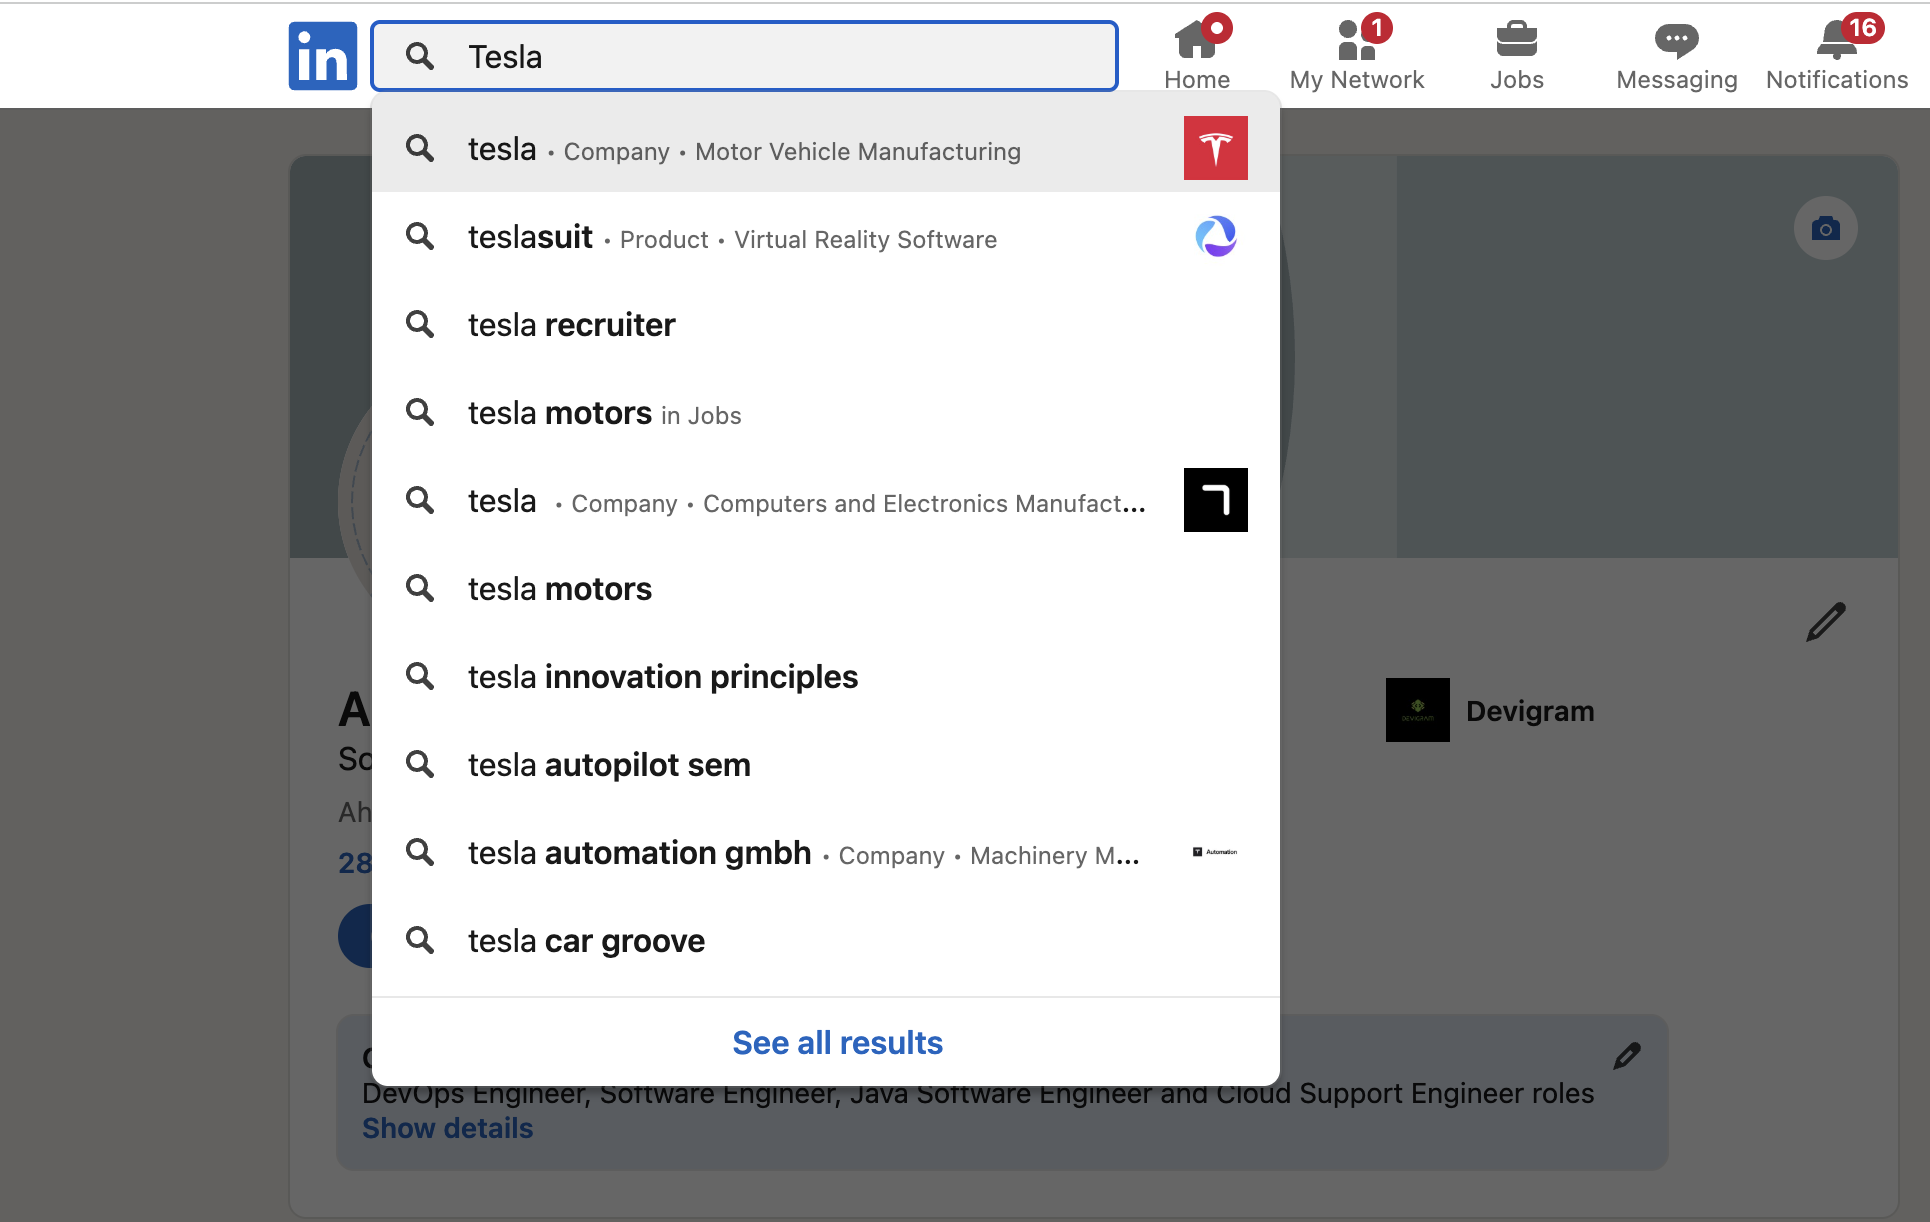 in
Tesla
Home
1
My Network
Jobs
Messaging
16
Notifications
tesla • Company • Motor Vehicle Manufacturing
teslasuit • Product • Virtual Reality Software
tesla recruiter
tesla motors in Jobs
tesla • Company • Computers and Electronics Manufact...
tesla motors
tesla innovation principles
A
DEVIGRAM
Devigram
So
tesla autopilot sem
Ah
28
tesla automation gmbh • Company • Machinery M...
Automation
tesla car groove
See all results
DevOps Engineer, Software Engineer, Java Software Engineer and Cloud Support Engineer roles
Show details